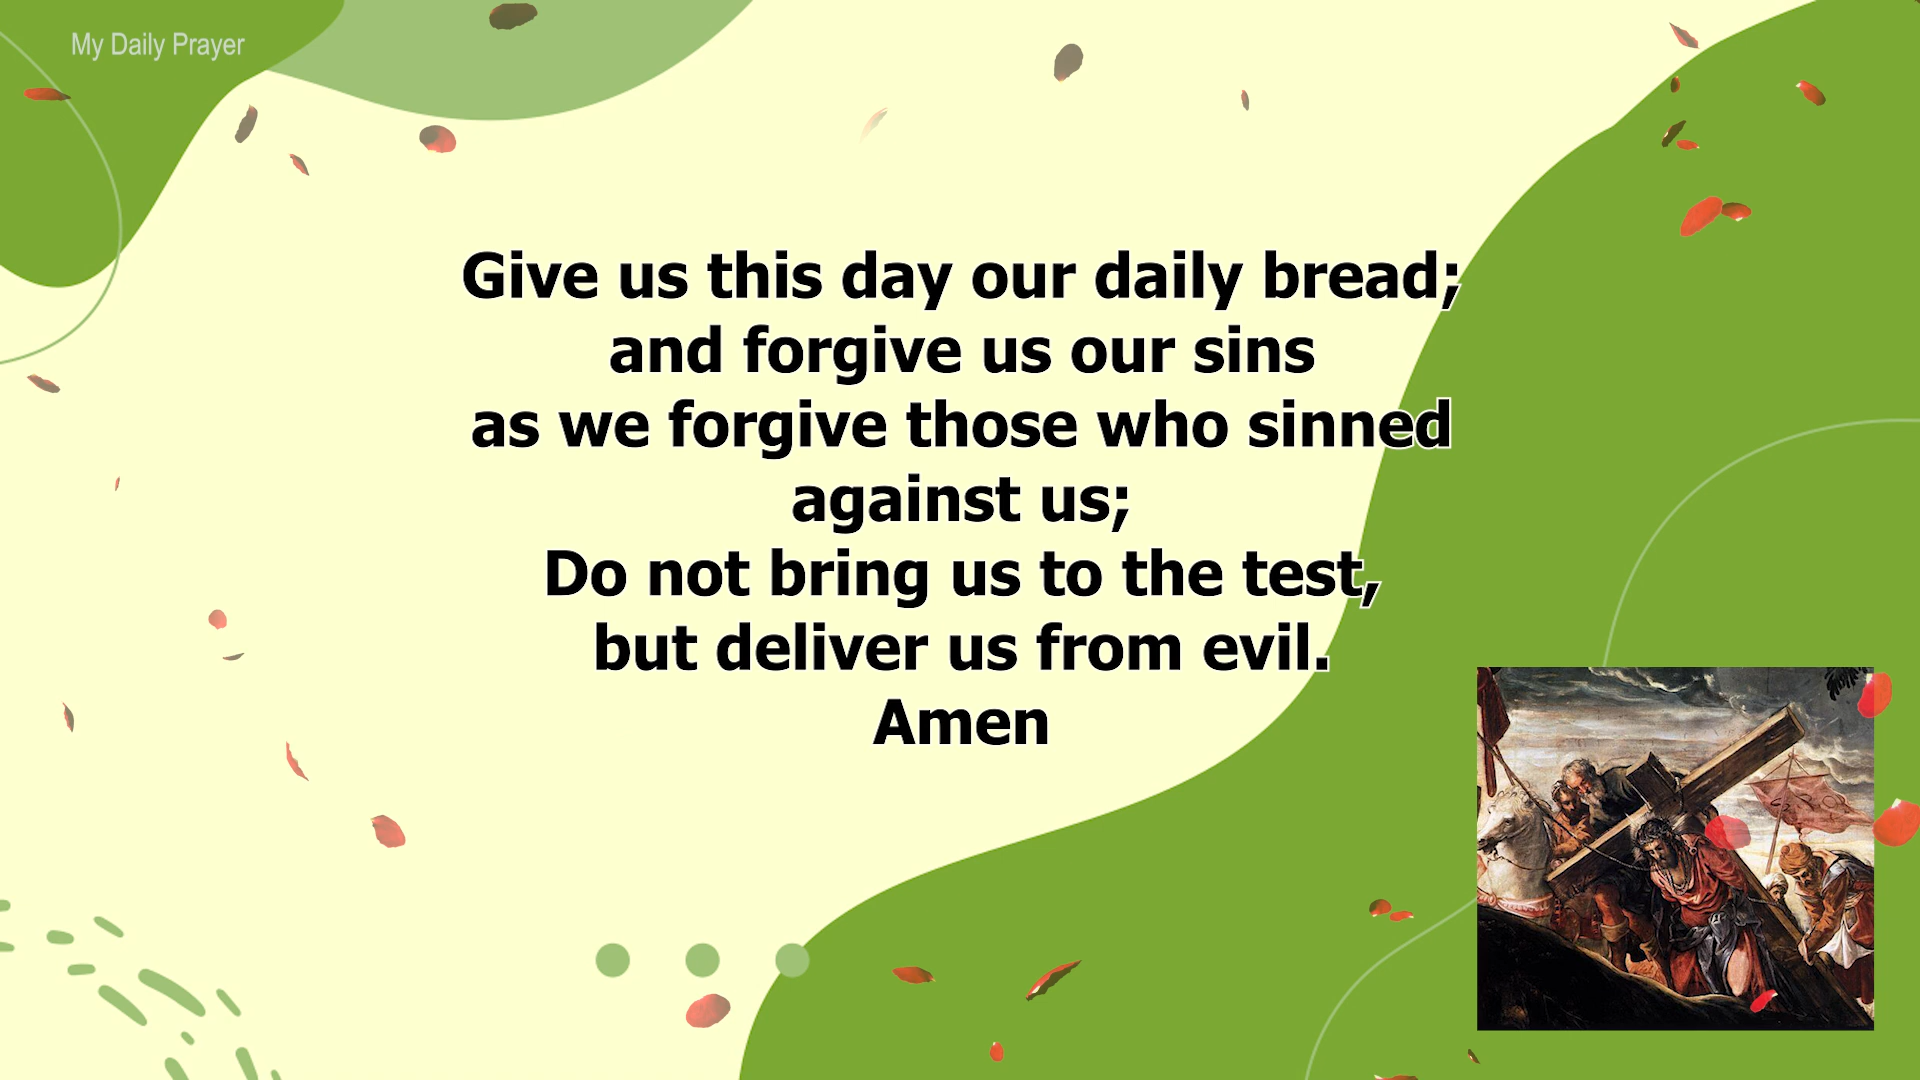 My Daily Prayer
Give us this day our daily bread;
and forgive us our sins
as we forgive those who sinned
against us;
Do not bring us to the test,
but deliver us from evil.
Amen